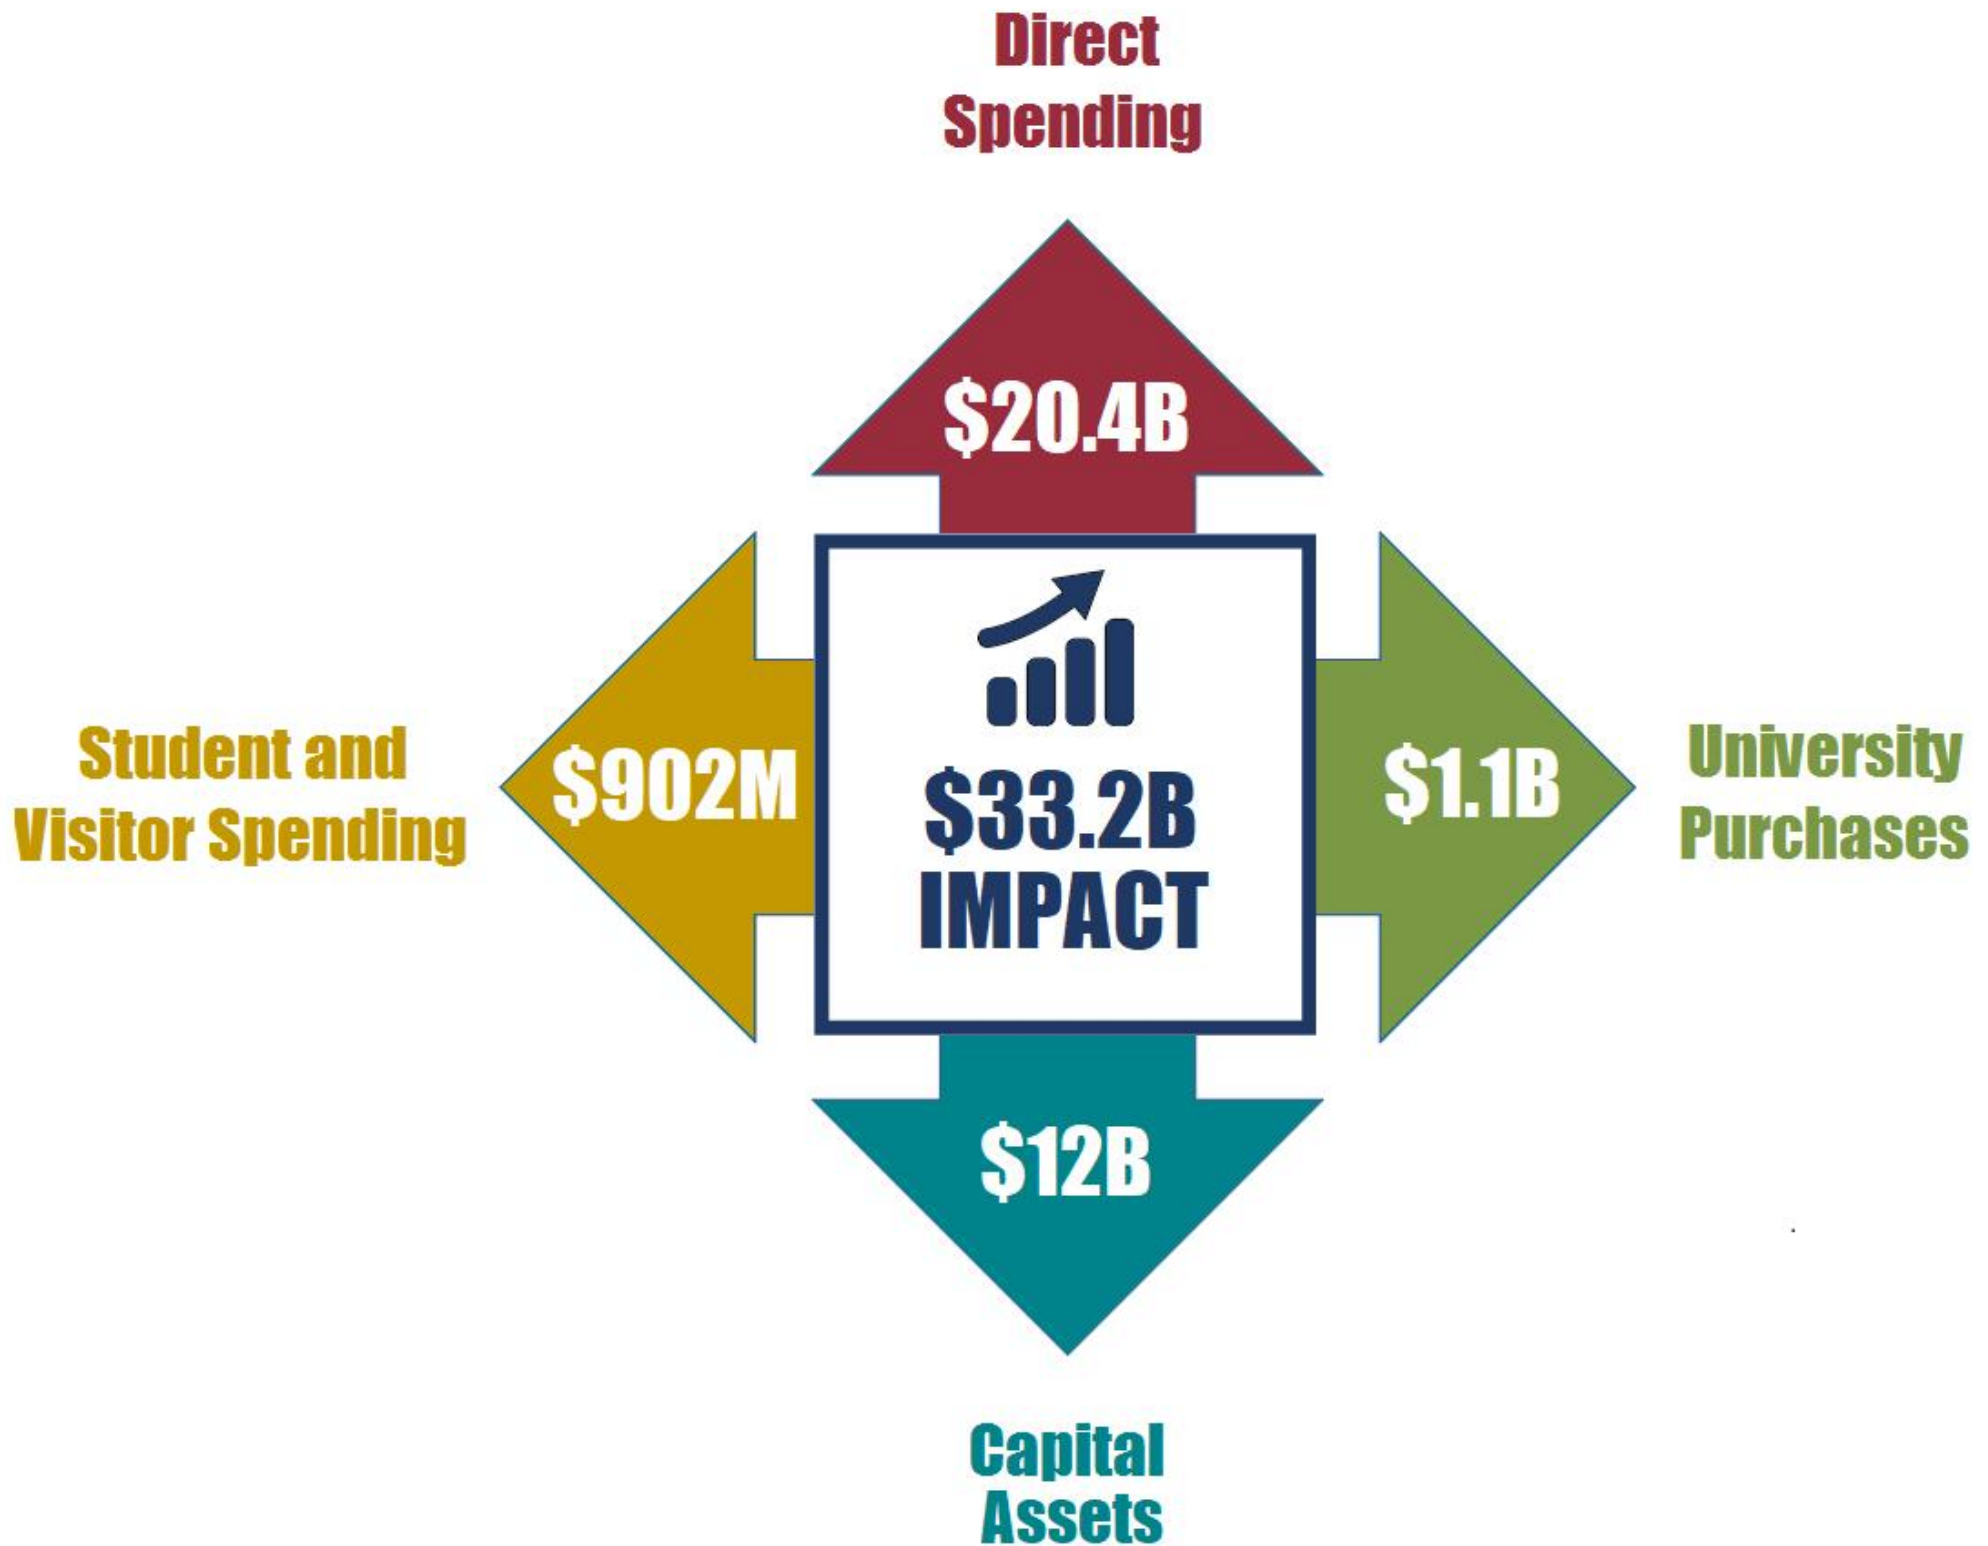 Direct
Spending
$20.4B
Student and
Visitor Spending
$902M
$33.2B
IMPACT
$1.1B
University
Purchases
$12B
Capital
Assets